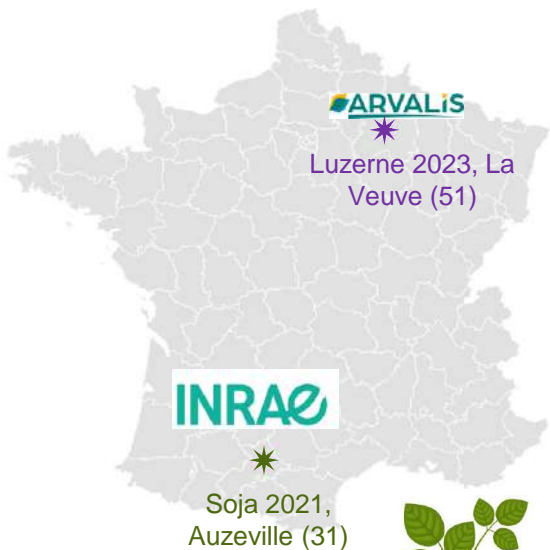 ARVALIS
Luzerne 2023, La
Veuve (51)
INRAE
Soja 2021,
Auzeville (31)